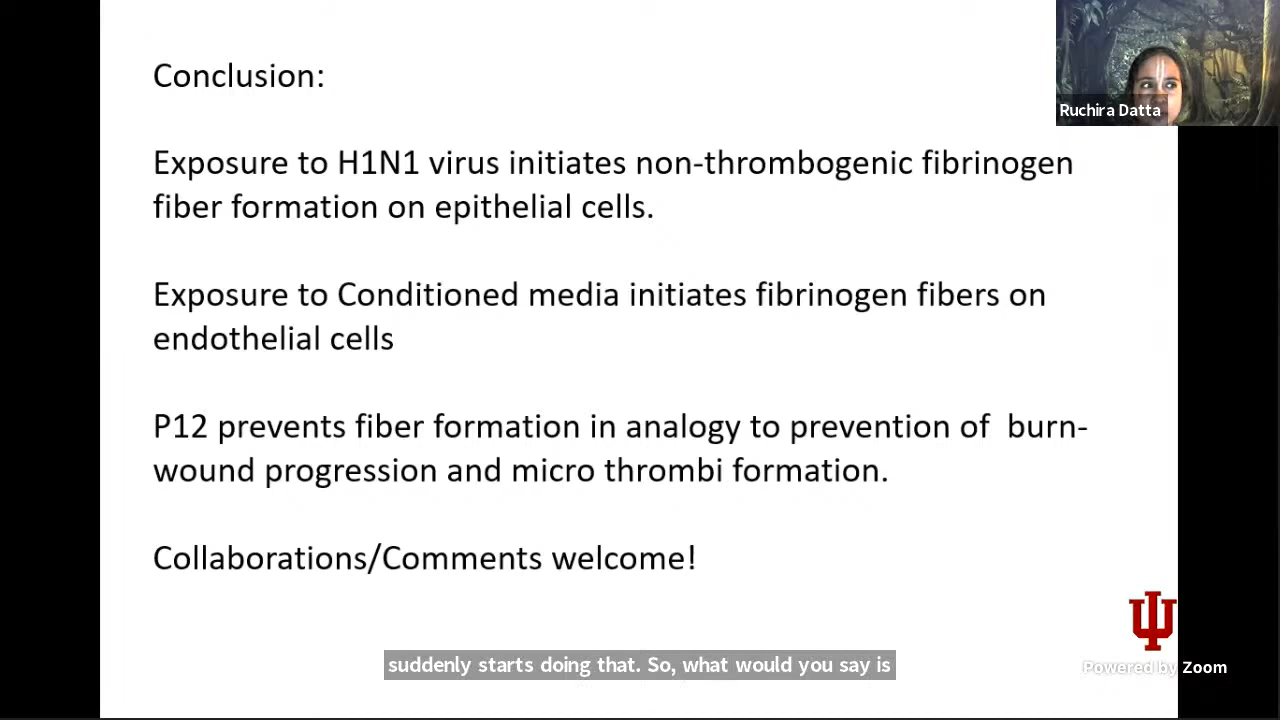 Conclusion:
Ruchira Datta
Exposure to H1N1 virus initiates non-thrombogenic fibrinogen
fiber formation on epithelial cells.
Exposure to Conditioned media initiates fibrinogen fibers on
endothelial cells
P12 prevents fiber formation in analogy to prevention of  burn-
wound progression and micro thrombi formation.
Collaborations/Comments welcome!
suddenly starts doing that. So, what would you say is
Powered by Zoom